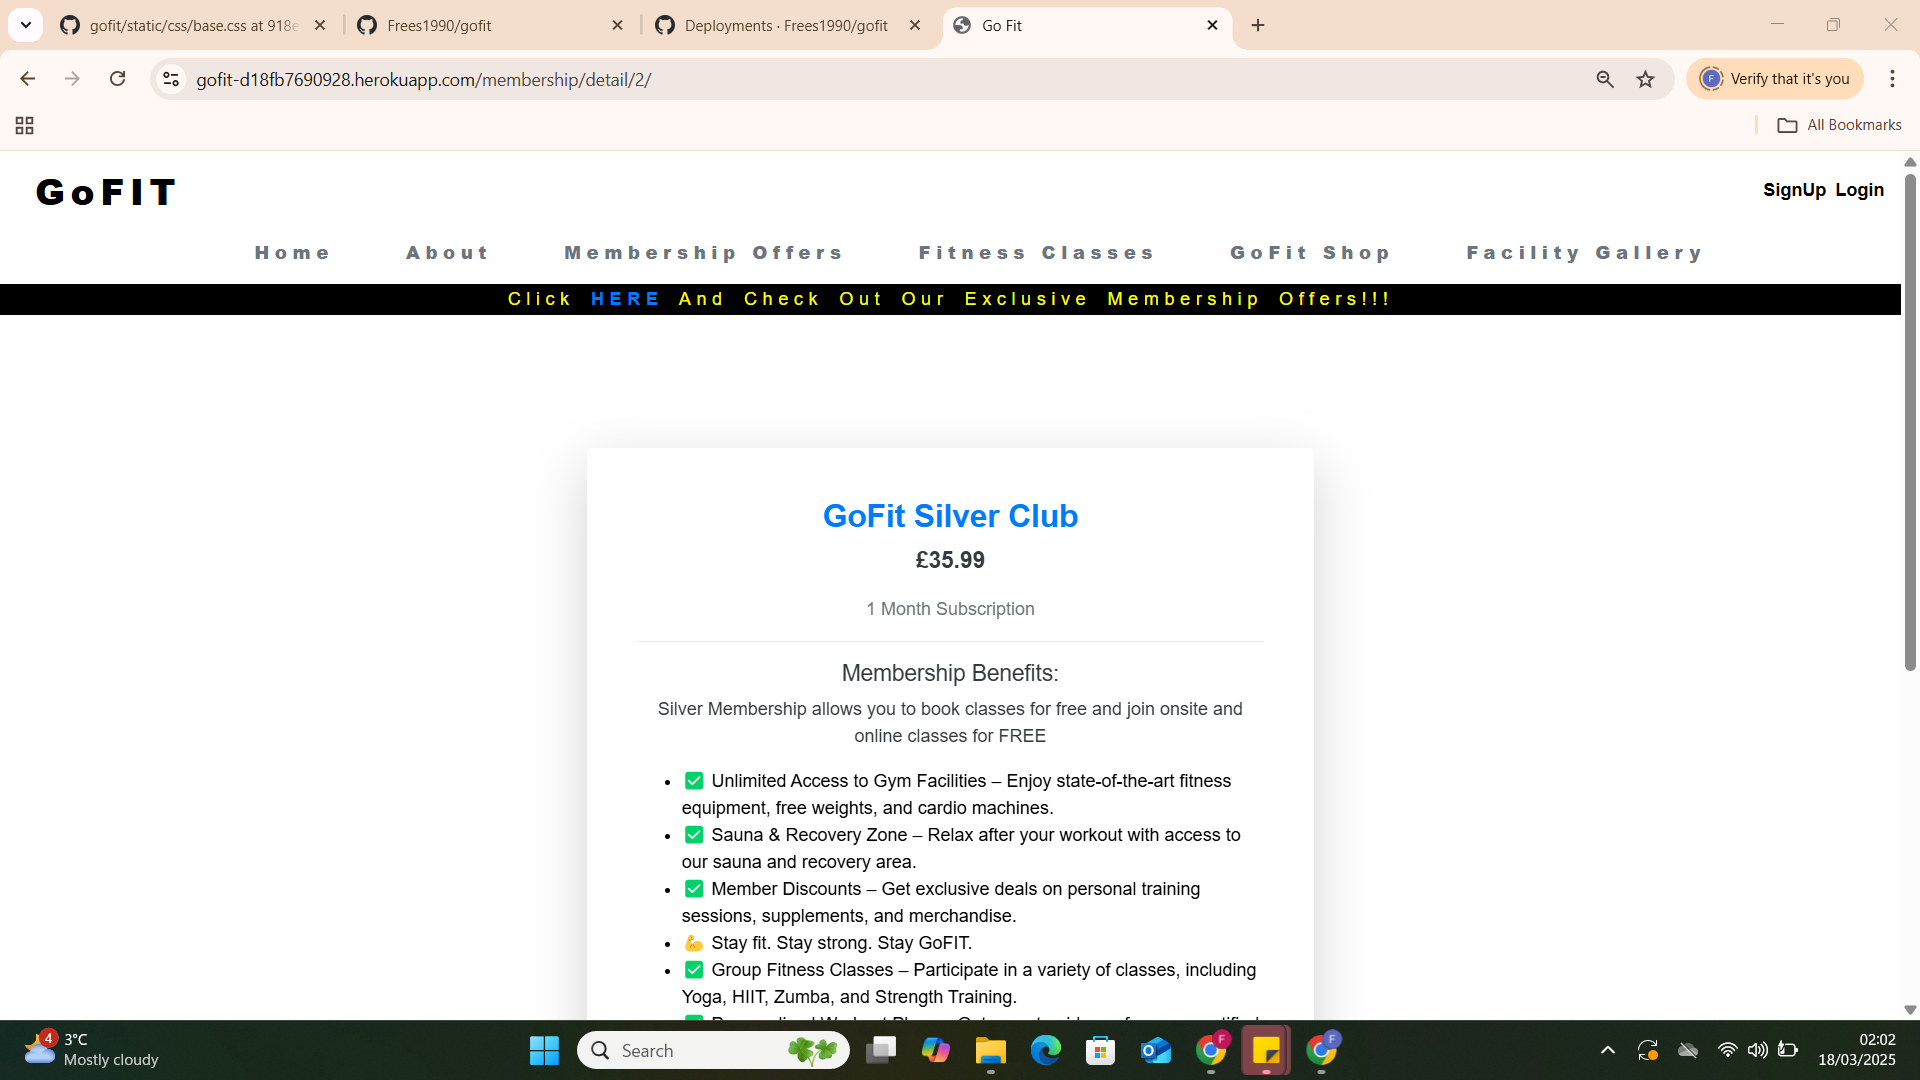 gofit/static/css/base.css at 918e
Frees1990/gofit
Deployments · Frees1990/gofit
Go Fit
gofit-d18fb7690928.herokuapp.com/membership/detail/2/
F
Verify that it's you
All Bookmarks
GoFIT
SignUp Login
Home About Membership Offers Fitness Classes GoFit Shop Facility Gallery
Click HERE And Check Out Our Exclusive Membership Offers!!!
GoFit Silver Club
£35.99
1 Month Subscription
Membership Benefits:
Silver Membership allows you to book classes for free and join onsite and
online classes for FREE
• ✅ Unlimited Access to Gym Facilities – Enjoy state-of-the-art fitness
equipment, free weights, and cardio machines.
• ✅ Sauna & Recovery Zone – Relax after your workout with access to
our sauna and recovery area.
• ✅ Member Discounts – Get exclusive deals on personal training
sessions, supplements, and merchandise.
• 💪 Stay fit. Stay strong. Stay GoFIT.
• ✅ Group Fitness Classes – Participate in a variety of classes, including
Yoga, HIIT, Zumba, and Strength Training.
4
3°C
Mostly cloudy
Search
F
F
02:02
18/03/2025